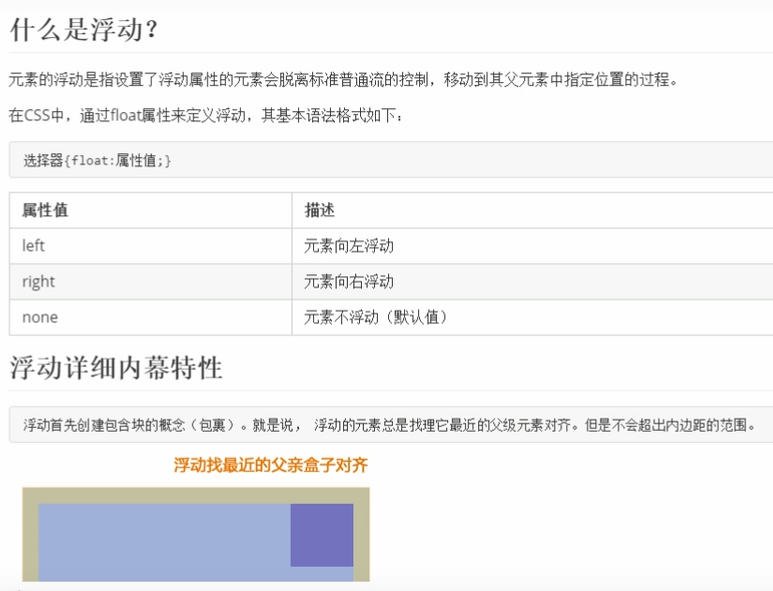 什么是浮动？
元素的浮动是指设置了浮动属性的元素会脱离标准普通流的控制，移动到其父元素中指定位置的过程。
在CSS中，通过float属性来定义浮动，其基本语法格式如下：
选择器{float:属性值;}
属性值 描述
left 元素向左浮动
right 元素向右浮动
none 元素不浮动（默认值）
浮动详细内幕特性
浮动首先创建包含块的概念（包裹）。就是说， 浮动的元素总是找理它最近的父级元素对齐。但是不会超出内边距的范围。
浮动找最近的父亲盒子对齐